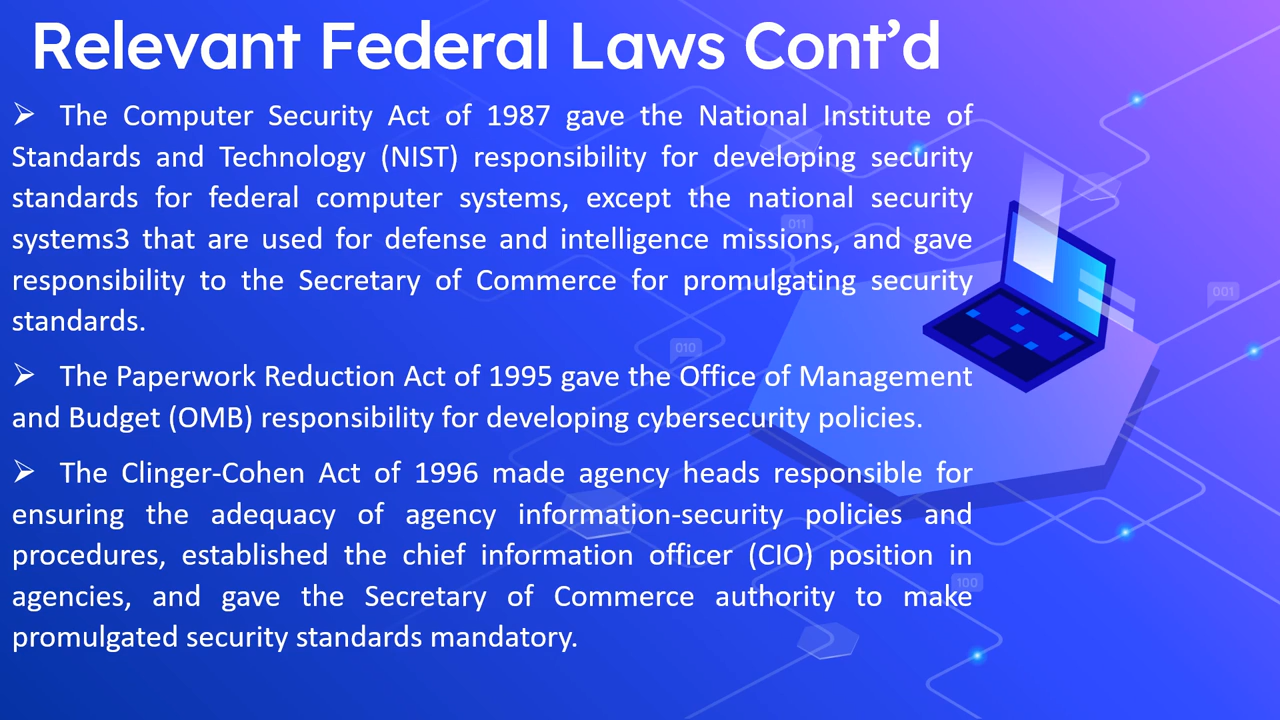 Relevant Federal Laws Cont’d
➢ The Computer Security Act of 1987 gave the National Institute of
Standards and Technology (NIST) responsibility for developing security
standards for federal computer systems, except the national security
systems3 that are used for defense and intelligence missions, and gave
responsibility to the Secretary of Commerce for promulgating security
standards.
➢ The Paperwork Reduction Act of 1995 gave the Office of Management
and Budget (OMB) responsibility for developing cybersecurity policies.
➢ The Clinger-Cohen Act of 1996 made agency heads responsible for
ensuring the adequacy of agency information-security policies and
procedures, established the chief information officer (CIO) position in
agencies, and gave the Secretary of Commerce authority to make
promulgated security standards mandatory.
011
001
010
100